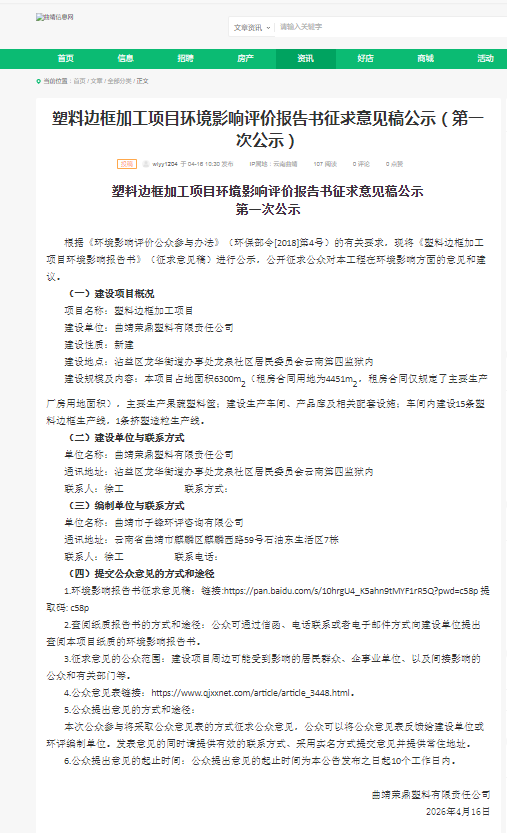 曲靖信息网
文章资讯 请输入关键字
首页 信息 招聘 房产 资讯 好店 商城 活动
当前位置：首页 / 文章 / 全部分类 / 正文
塑料边框加工项目环境影响评价报告书征求意见稿公示（第一
次公示）
投稿 wlyy1204 于 04-16 10:30 发布 IP属地：云南曲靖 107 阅读 0 评论 0 点赞
塑料边框加工项目环境影响评价报告书征求意见稿公示
第一次公示
根据《环境影响评价公众参与办法》（环保部令[2018]第4号）的有关要求，现将《塑料边框加工
项目环境影响报告书》（征求意见稿）进行公示，公开征求公众对本工程在环境影响方面的意见和建
议。
（一）建设项目概况
项目名称：塑料边框加工项目
建设单位：曲靖荣鼎塑料有限责任公司
建设性质：新建
建设地点：沾益区龙华街道办事处龙泉社区居民委员会云南第四监狱内
建设规模及内容：本项目占地面积6300m2（租房合同用地为4451m2，租房合同仅规定了主要生产
厂房用地面积），主要生产果蔬塑料筐；建设生产车间、产品库及相关配套设施；车间内建设15条塑
料边框生产线，1条挤塑造粒生产线。
（二）建设单位与联系方式
单位名称：曲靖荣鼎塑料有限责任公司
通讯地址：沾益区龙华街道办事处龙泉社区居民委员会云南第四监狱内
联系人：徐工 联系方式：
（三）编制单位与联系方式
单位名称：曲靖市予锋环评咨询有限公司
通讯地址：云南省曲靖市麒麟区麒麟西路59号石油东生活区7栋
联系人：徐工 联系电话：
（四）提交公众意见的方式和途径
1.环境影响报告书征求意见稿：链接:https://pan.baidu.com/s/10hrgU4_K5ahn9tMYF1rR5Q?pwd=c58p 提
取码: c58p
2.查阅纸质报告书的方式和途径：公众可通过信函、电话联系或者电子邮件方式向建设单位提出
查阅本项目纸质的环境影响报告书。
3.征求意见的公众范围：建设项目周边可能受到影响的居民群众、企事业单位、以及间接影响的
公众和有关部门等。
4.公众意见表链接：https://www.qjxxnet.com/article/article_3448.html。
5.公众提出意见的方式和途径：
本次公众参与将采取公众意见表的方式征求公众意见，公众可以将公众意见表反馈给建设单位或
环评编制单位。发表意见的同时请提供有效的联系方式、采用实名方式提交意见并提供常住地址。
6.公众提出意见的起止时间：公众提出意见的起止时间为本公告发布之日起10个工作日内。
曲靖荣鼎塑料有限责任公司
2026年4月16日